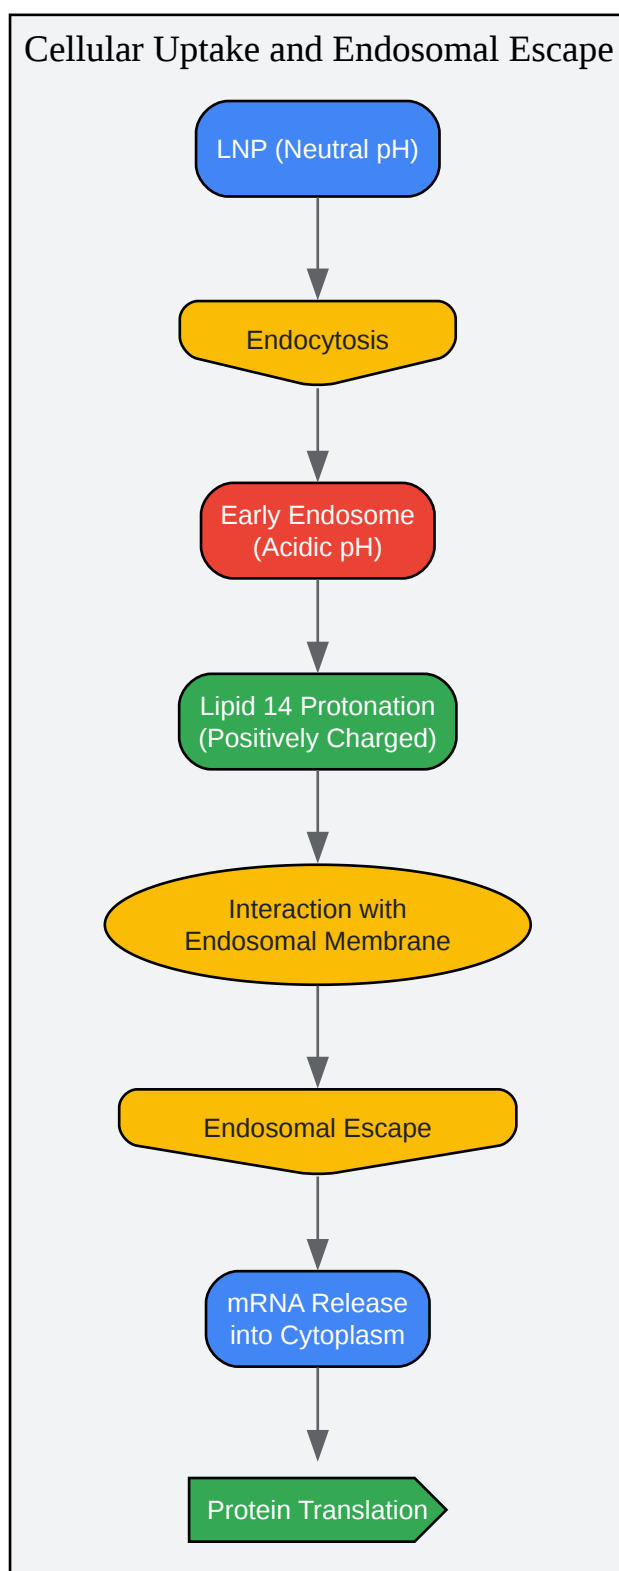 Cellular Uptake and Endosomal Escape
LNP (Neutral pH)
Endocytosis
Early Endosome
(Acidic pH)
Lipid 14 Protonation
(Positively Charged)
Interaction with
Endosomal Membrane
Endosomal Escape
mRNA Release
into Cytoplasm
Protein Translation